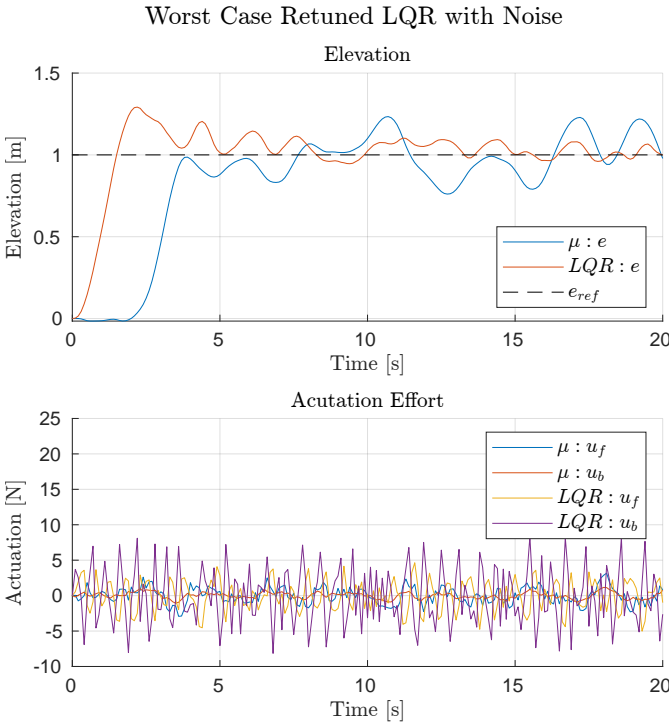 Worst Case Retuned LQR with Noise
Elevation
1.5
1
0.5
0
Elevation [m]
μ : e
LQR : e
e_ref
0 5 10 15 20
Time [s]
Acutation Effort
25
20
15
10
5
0
-5
-10
Actuation [N]
μ : u_f
μ : u_b
LQR : u_f
LQR : u_b
0 5 10 15 20
Time [s]